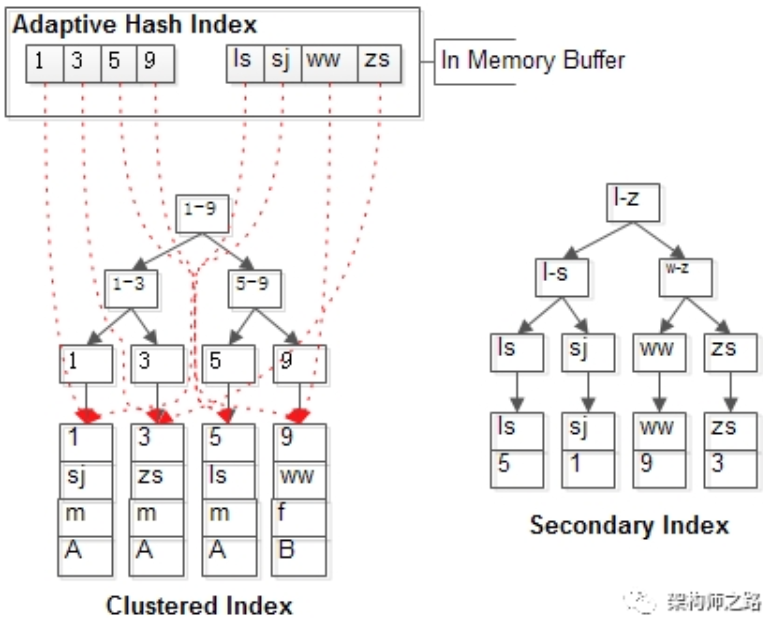 Adaptive Hash Index
1 3 5 9 ls sj ww zs
In Memory Buffer
1-9
1-3 5-9
1 3 5 9
1 3 5 9
sj zs ls ww
m m m f
A A A B
Clustered Index
l-z
l-s w-z
ls sj ww zs
ls sj ww zs
5 1 9 3
Secondary Index
架构师之路